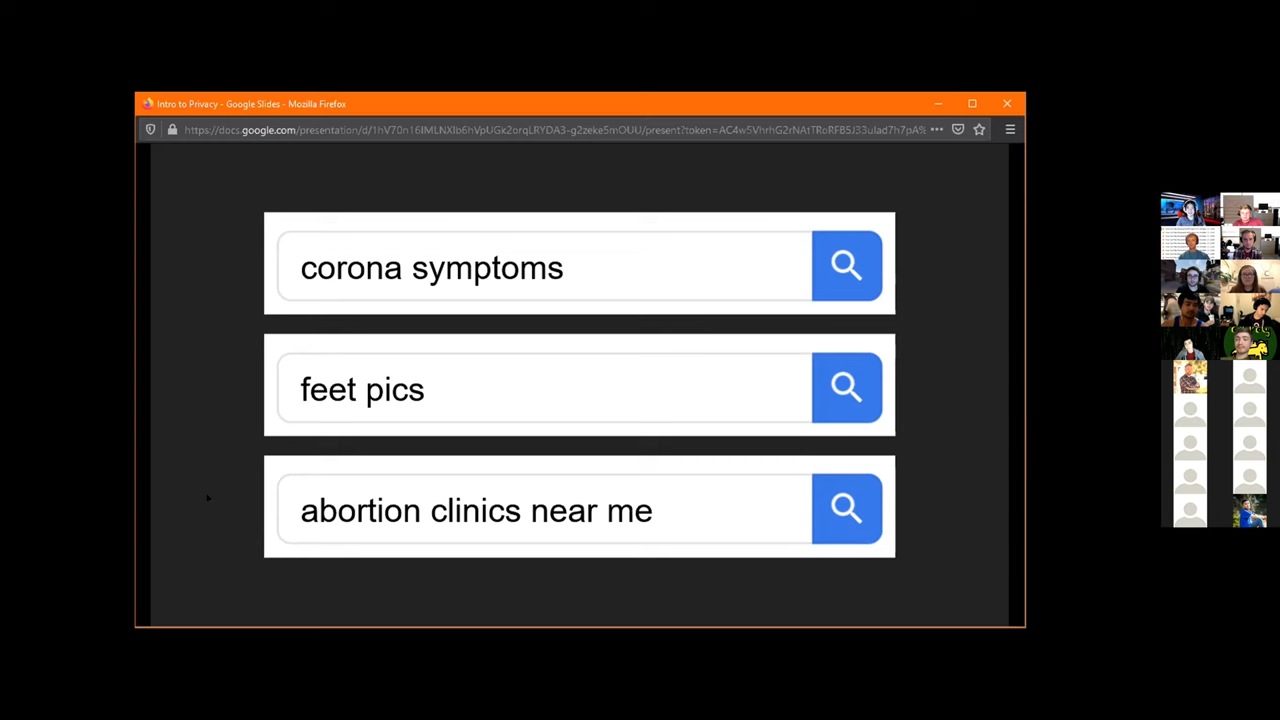 Intro to Privacy - Google Slides - Mozilla Firefox
corona symptoms
feet pics
abortion clinics near me